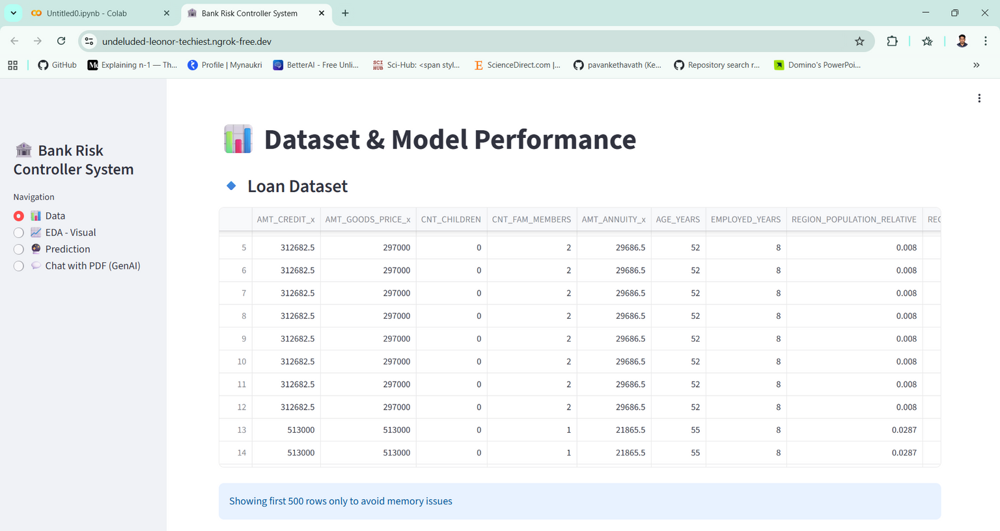 Untitled0.ipynb - Colab
Bank Risk Controller System
undeluded-leonor-techiest.ngrok-free.dev
GitHub
Explaining n-1 — Th...
Profile | Mynaukri
BetterAI - Free Unli...
SCI HUB
Sci-Hub: <span styl...
ScienceDirect.com |...
pavankethavath (Ke...
Repository search r...
Domino's PowerPoi...
Bank Risk
Controller System
Navigation
Data
EDA - Visual
Prediction
Chat with PDF (GenAI)
Dataset & Model Performance
Loan Dataset
AMT_CREDIT_x AMT_GOODS_PRICE_x CNT_CHILDREN CNT_FAM_MEMBERS AMT_ANNUITY_x AGE_YEARS EMPLOYED_YEARS REGION_POPULATION_RELATIVE REG
5 312682.5 297000 0 2 29686.5 52 8 0.008
6 312682.5 297000 0 2 29686.5 52 8 0.008
7 312682.5 297000 0 2 29686.5 52 8 0.008
8 312682.5 297000 0 2 29686.5 52 8 0.008
9 312682.5 297000 0 2 29686.5 52 8 0.008
10 312682.5 297000 0 2 29686.5 52 8 0.008
11 312682.5 297000 0 2 29686.5 52 8 0.008
12 312682.5 297000 0 2 29686.5 52 8 0.008
13 513000 513000 0 1 21865.5 55 8 0.0287
14 513000 513000 0 1 21865.5 55 8 0.0287
Showing first 500 rows only to avoid memory issues